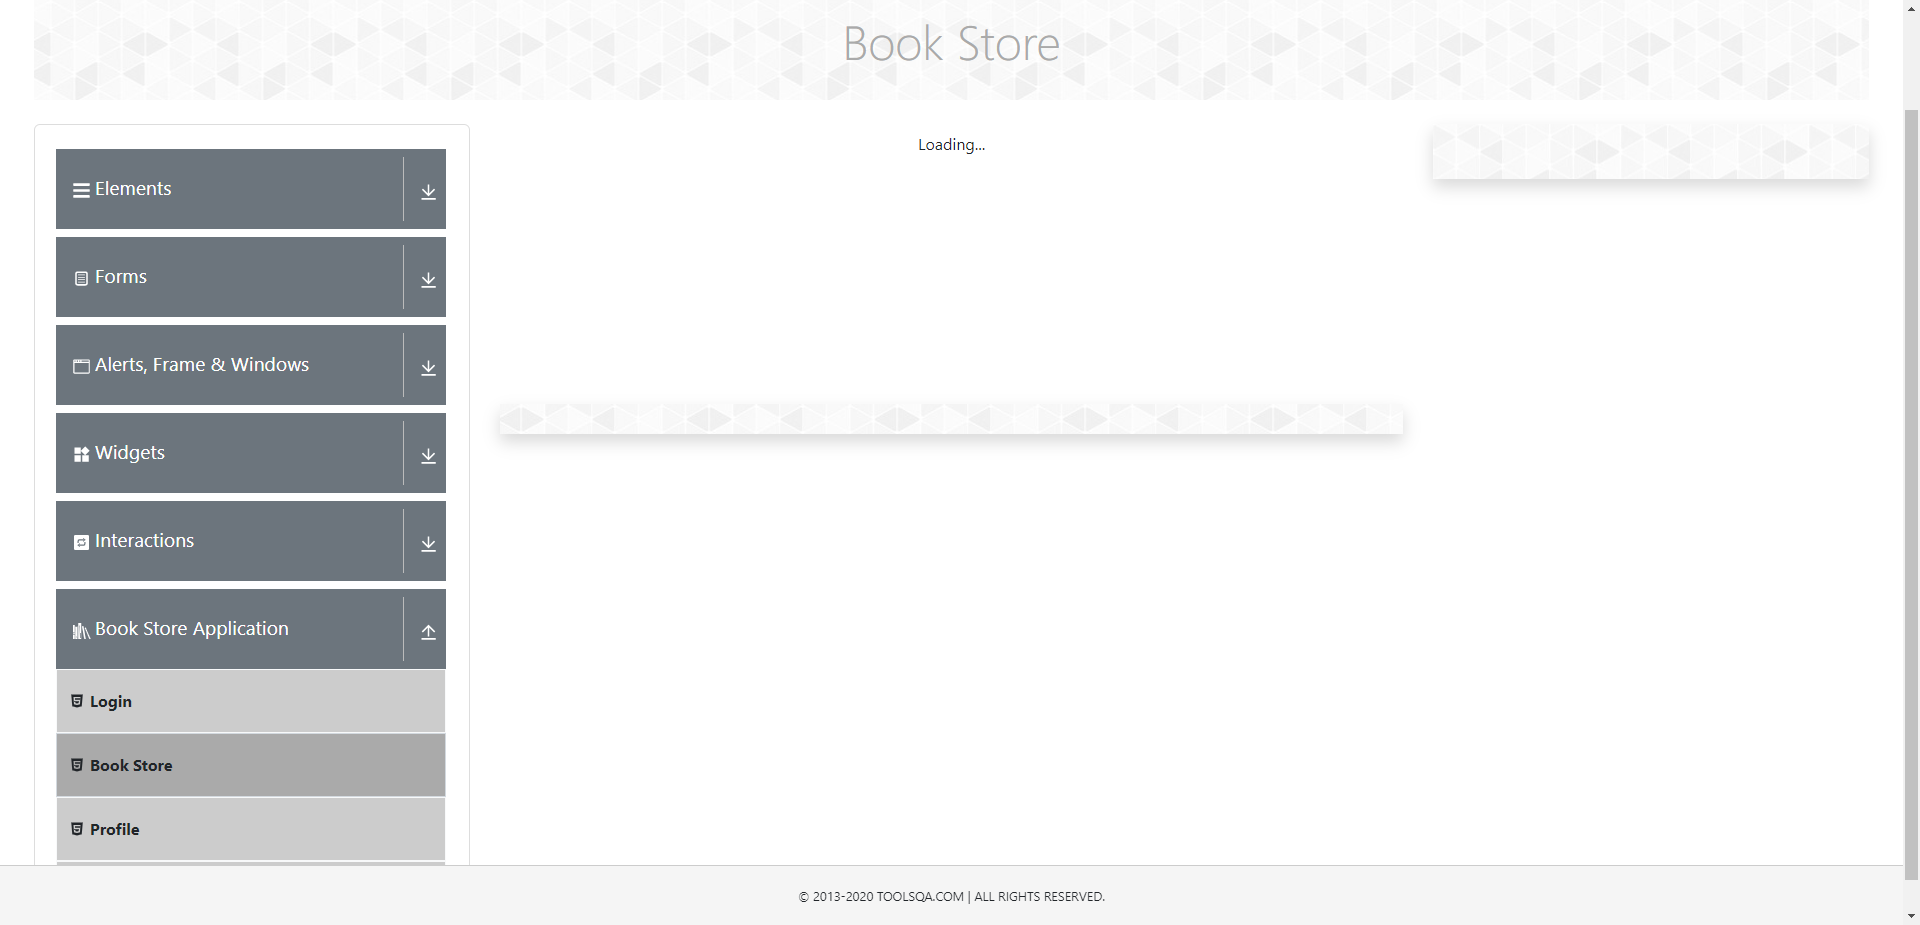 Book Store
Loading...
Elements
Forms
Alerts, Frame & Windows
Widgets
Interactions
Book Store Application
Login
Book Store
Profile
© 2013-2020 TOOLSQA.COM | ALL RIGHTS RESERVED.